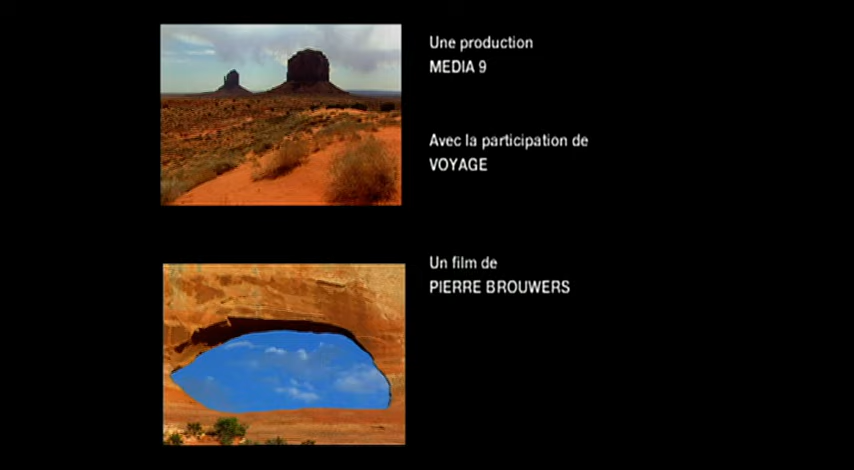 Une production
MEDIA 9
Avec la participation de
VOYAGE
Un film de
PIERRE BROUWERS